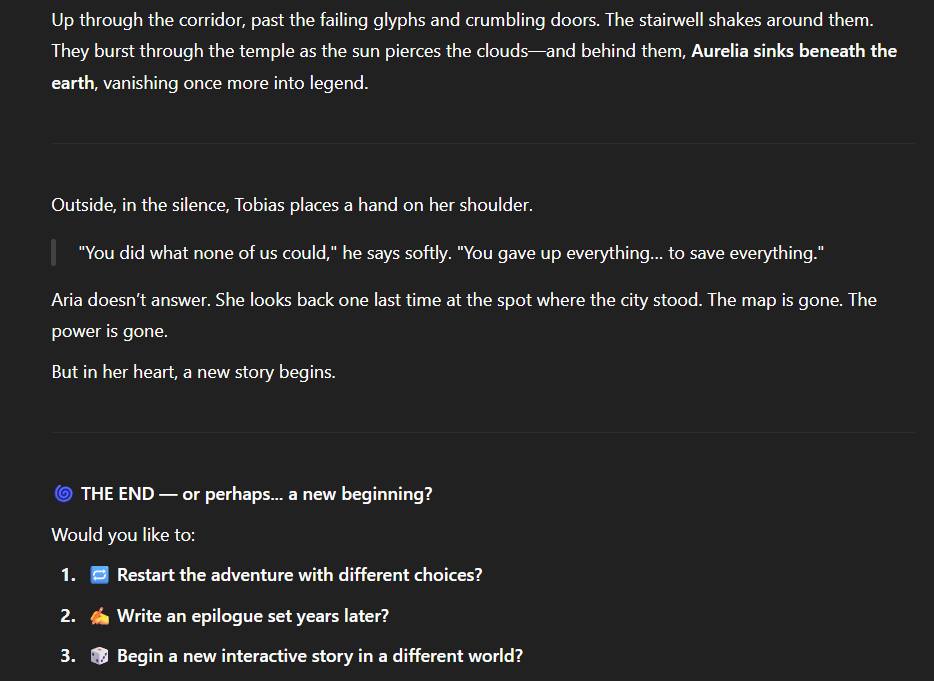 Up through the corridor, past the failing glyphs and crumbling doors. The stairwell shakes around them.
They burst through the temple as the sun pierces the clouds—and behind them, Aurelia sinks beneath the
earth, vanishing once more into legend.
Outside, in the silence, Tobias places a hand on her shoulder.
"You did what none of us could," he says softly. "You gave up everything... to save everything."
Aria doesn’t answer. She looks back one last time at the spot where the city stood. The map is gone. The
power is gone.
But in her heart, a new story begins.
🌀 THE END — or perhaps... a new beginning?
Would you like to:
1. 🔁 Restart the adventure with different choices?
2. ✍️ Write an epilogue set years later?
3. 🎲 Begin a new interactive story in a different world?